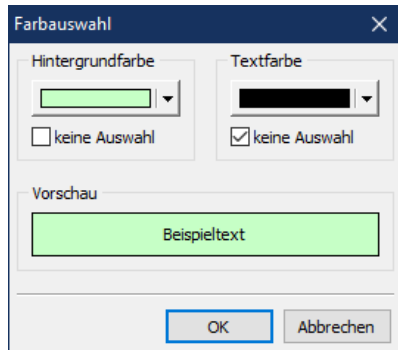 Farbauswahl
Hintergrundfarbe
Textfarbe
keine Auswahl
keine Auswahl
Vorschau
Beispieltext
OK
Abbrechen